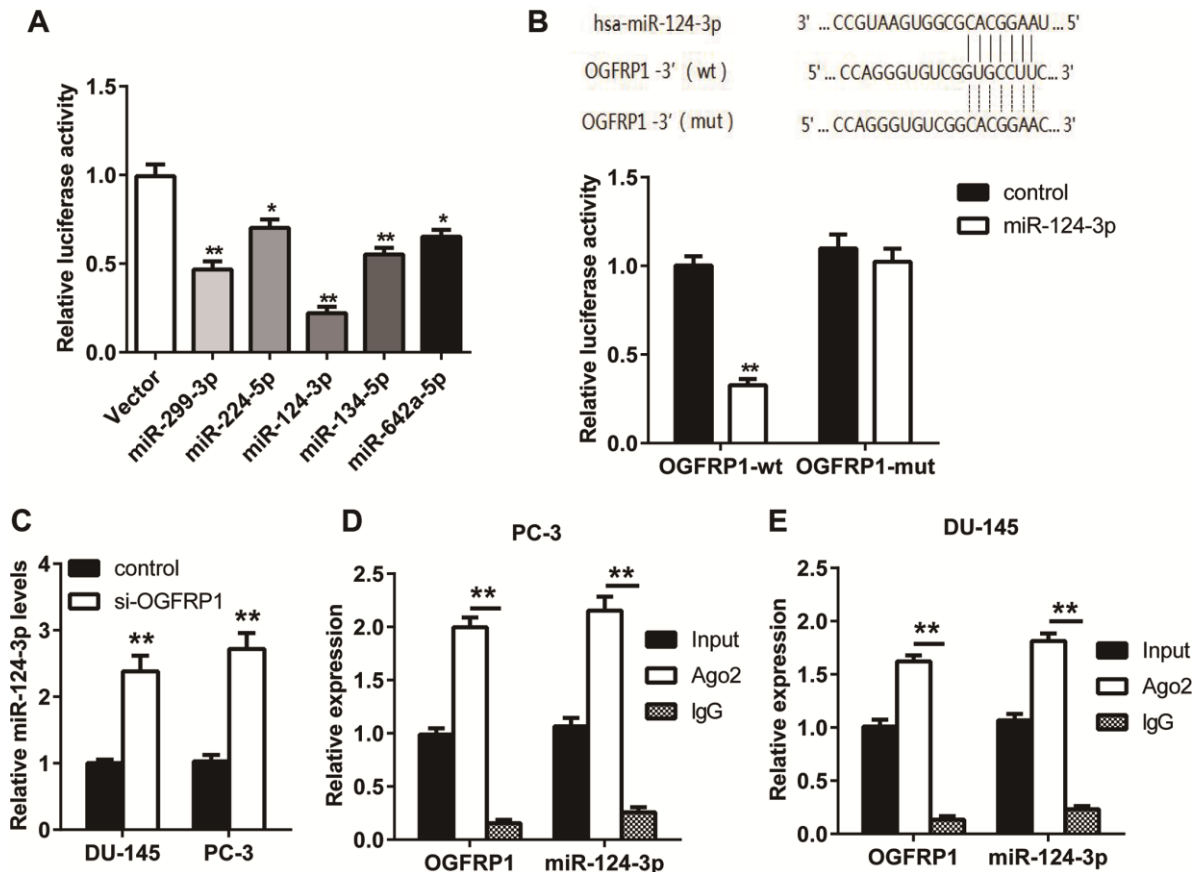 A
Relative luciferase activity
1.5
1.0
0.5
0.0
**
*
**
**
*
Vector
miR-299-3p
miR-224-5p
miR-124-3p
miR-134-5p
miR-642a-5p
B
hsa-miR-124-3p 3' ... CCGUAAGUGGCGCACGGAAU... 5'
OGFRP1 -3' ( wt ) 5' ... CCAGGGUGUCGGUGCCUUC... 3'
OGFRP1 -3' ( mut ) 5' ... CCAGGGUGUCGGCACGGAAC... 3'
Relative luciferase activity
1.5
1.0
0.5
0.0
control
miR-124-3p
**
OGFRP1-wt OGFRP1-mut
C
Relative miR-124-3p levels
4
3
2
1
0
control
si-OGFRP1
** **
DU-145 PC-3
D
PC-3
Relative expression
2.5
2.0
1.5
1.0
0.5
0.0
** **
Input
Ago2
IgG
OGFRP1 miR-124-3p
E
DU-145
Relative expression
2.5
2.0
1.5
1.0
0.5
0.0
** **
Input
Ago2
IgG
OGFRP1 miR-124-3p